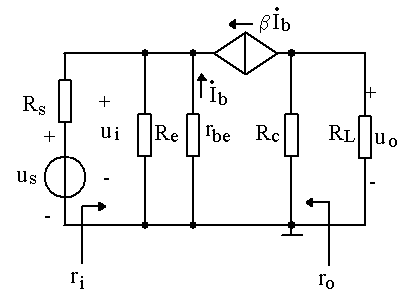 βİb
Rs
+
ui
-
Re
İb
rbe
Rc
RL
+
uo
-
+
us
-
ri
ro